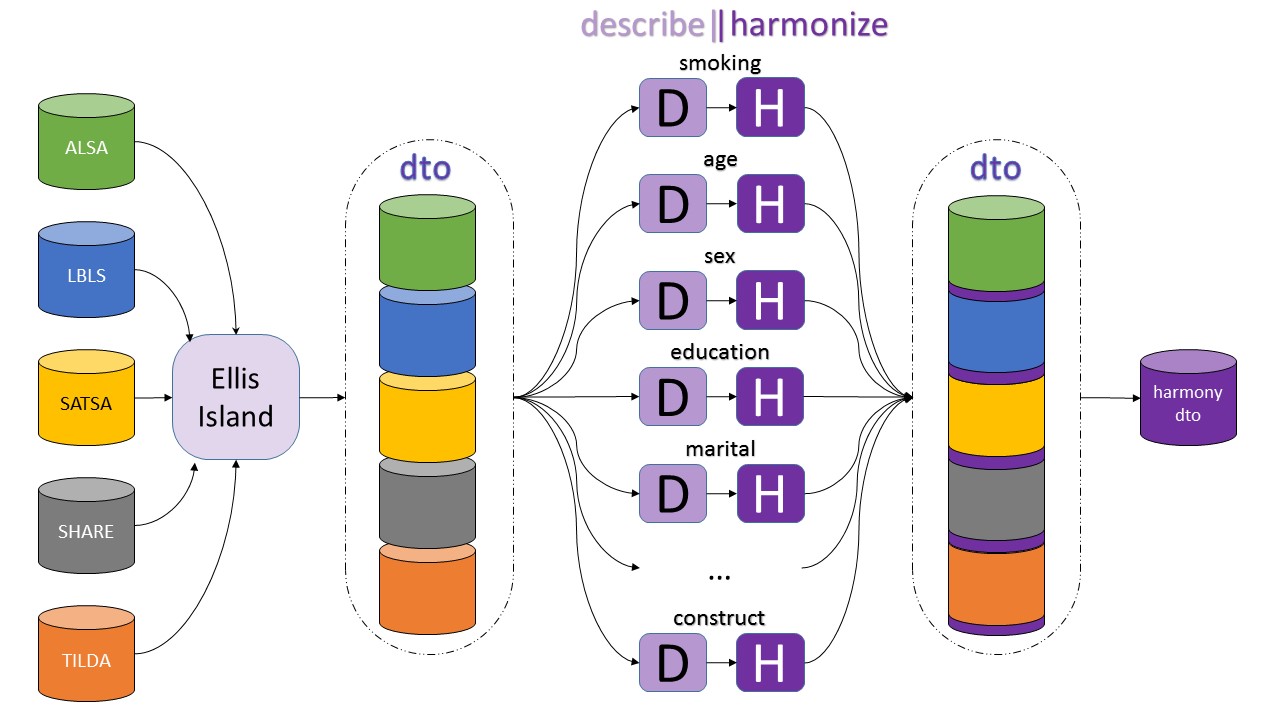 describe||harmonize
smoking
D H
ALSA
age
dto
dto
D H
sex
LBLS
D H
education
Ellis
Island
D H
SATSA
harmony
dto
marital
D H
SHARE
...
construct
D H
TILDA